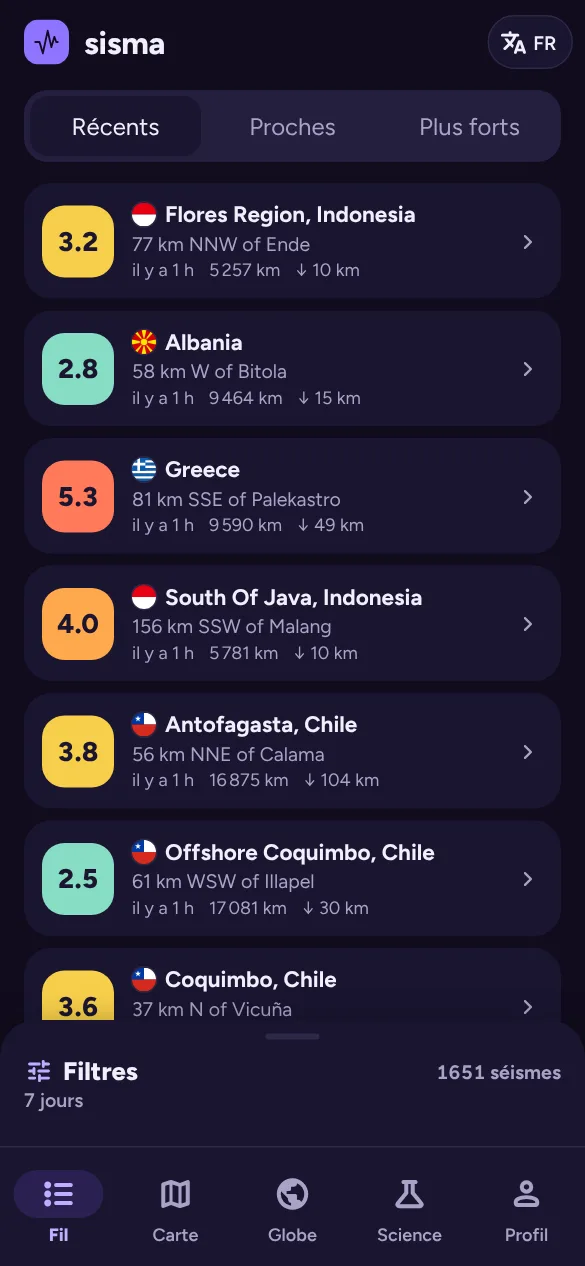 sisma
FR
Récents
Proches
Plus forts
3.2
Flores Region, Indonesia
77 km NNW of Ende
il y a 1 h 5 257 km ↓ 10 km
2.8
Albania
58 km W of Bitola
il y a 1 h 9 464 km ↓ 15 km
5.3
Greece
81 km SSE of Palekastro
il y a 1 h 9 590 km ↓ 49 km
4.0
South Of Java, Indonesia
156 km SSW of Malang
il y a 1 h 5 781 km ↓ 10 km
3.8
Antofagasta, Chile
56 km NNE of Calama
il y a 1 h 16 875 km ↓ 104 km
2.5
Offshore Coquimbo, Chile
61 km WSW of Illapel
il y a 1 h 17 081 km ↓ 30 km
3.6
Coquimbo, Chile
37 km N of Vicuña
Filtres
1651 séismes
7 jours
Fil
Carte
Globe
Science
Profil